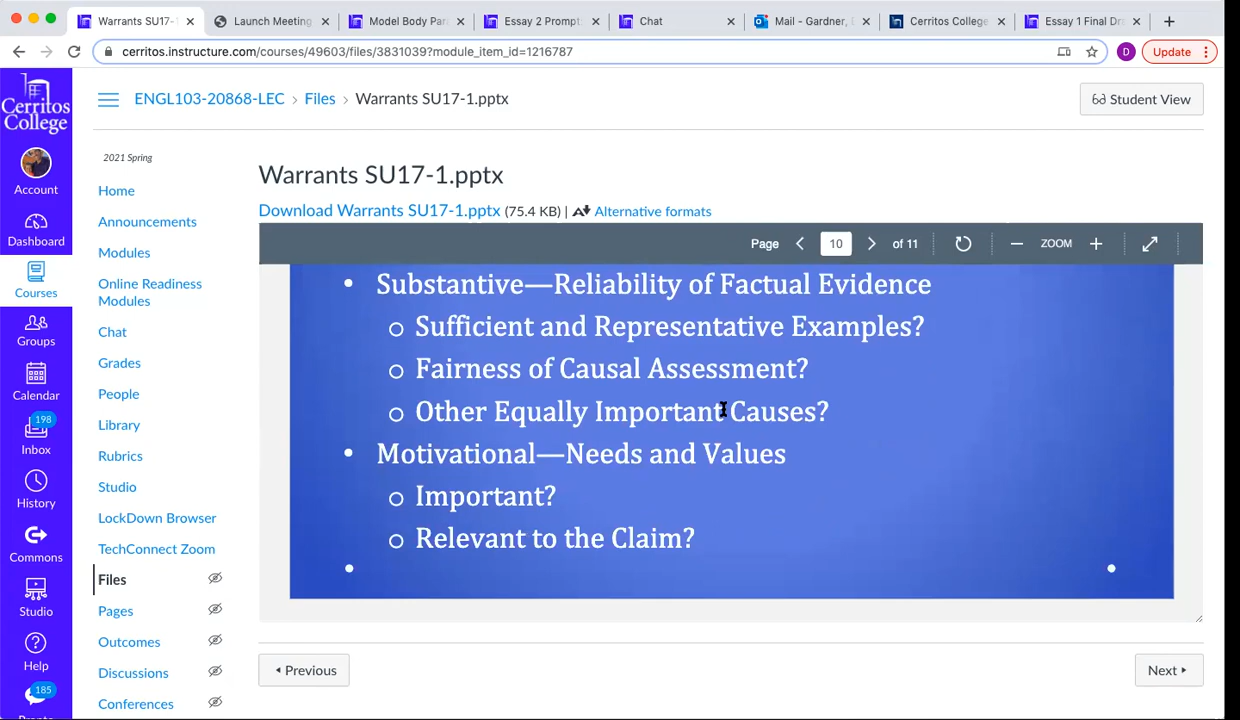 Warrants SU17-1
Launch Meeting
Model Body Par
Essay 2 Prompt
Chat
Mail - Gardner,
Cerritos College
Essay 1 Final Dr
cerritos.instructure.com/courses/49603/files/3831039?module_item_id=1216787
D
Update
Cerritos
College
Account
Dashboard
Courses
Groups
Calendar
198
Inbox
History
Commons
Studio
Help
185
ENGL103-20868-LEC › Files › Warrants SU17-1.pptx
Student View
2021 Spring
Home
Announcements
Modules
Online Readiness
Modules
Chat
Grades
People
Library
Rubrics
Studio
LockDown Browser
TechConnect Zoom
Files
Pages
Outcomes
Discussions
Conferences
Warrants SU17-1.pptx
Download Warrants SU17-1.pptx (75.4 KB) | Alternative formats
Page 10 of 11 ZOOM
• Substantive—Reliability of Factual Evidence
o Sufficient and Representative Examples?
o Fairness of Causal Assessment?
o Other Equally Important Causes?
• Motivational—Needs and Values
o Important?
o Relevant to the Claim?
Previous
Next